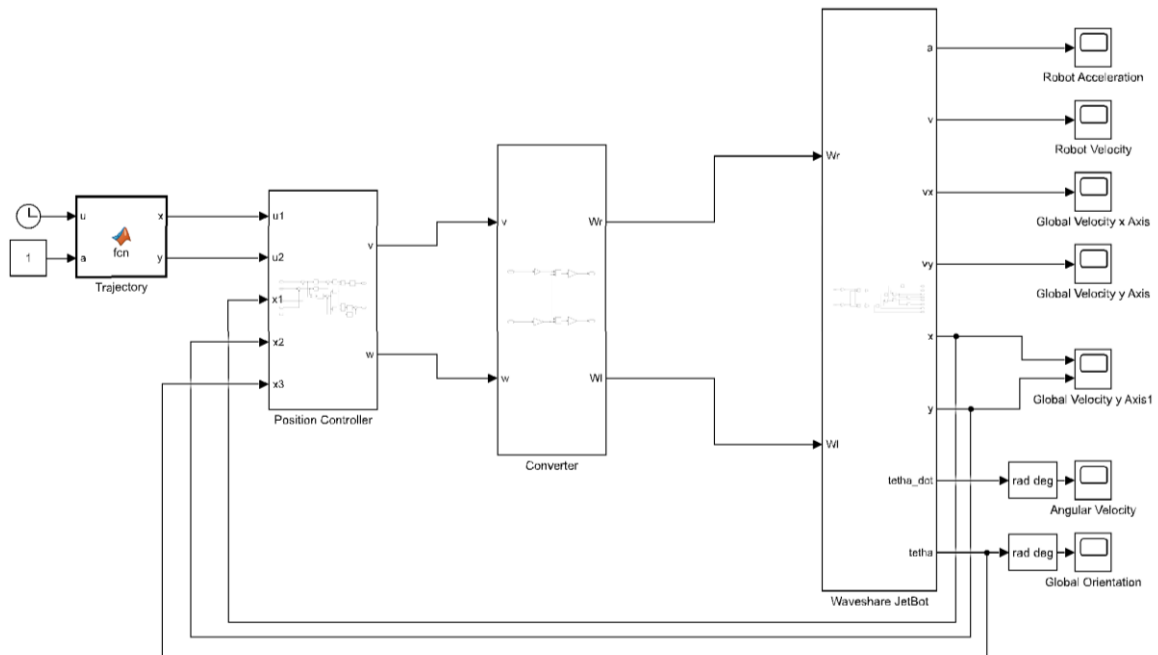 a
Robot Acceleration
v
Robot Velocity
Wr
vx
Global Velocity x Axis
u
x
a
y
fcn
1
Trajectory
u1
u2
x1
x2
x3
v
w
Position Controller
v
w
Wr
Wl
Converter
vy
Global Velocity y Axis
x
y
Global Velocity y Axis1
Wl
tetha_dot
rad deg
Angular Velocity
tetha
rad deg
Global Orientation
Waveshare JetBot